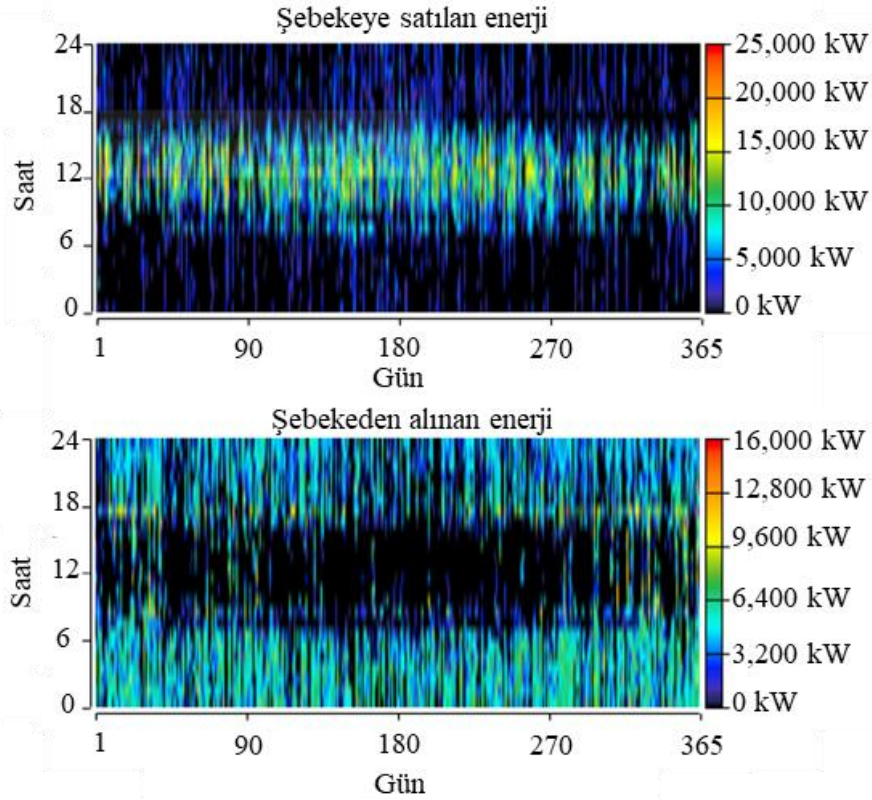 Şebekeye satılan enerji
24
18
12
6
0
Saat
1 90 180 270 365
Gün
25,000 kW
20,000 kW
15,000 kW
10,000 kW
5,000 kW
0 kW
Şebekeden alınan enerji
24
18
12
6
0
Saat
1 90 180 270 365
Gün
16,000 kW
12,800 kW
9,600 kW
6,400 kW
3,200 kW
0 kW